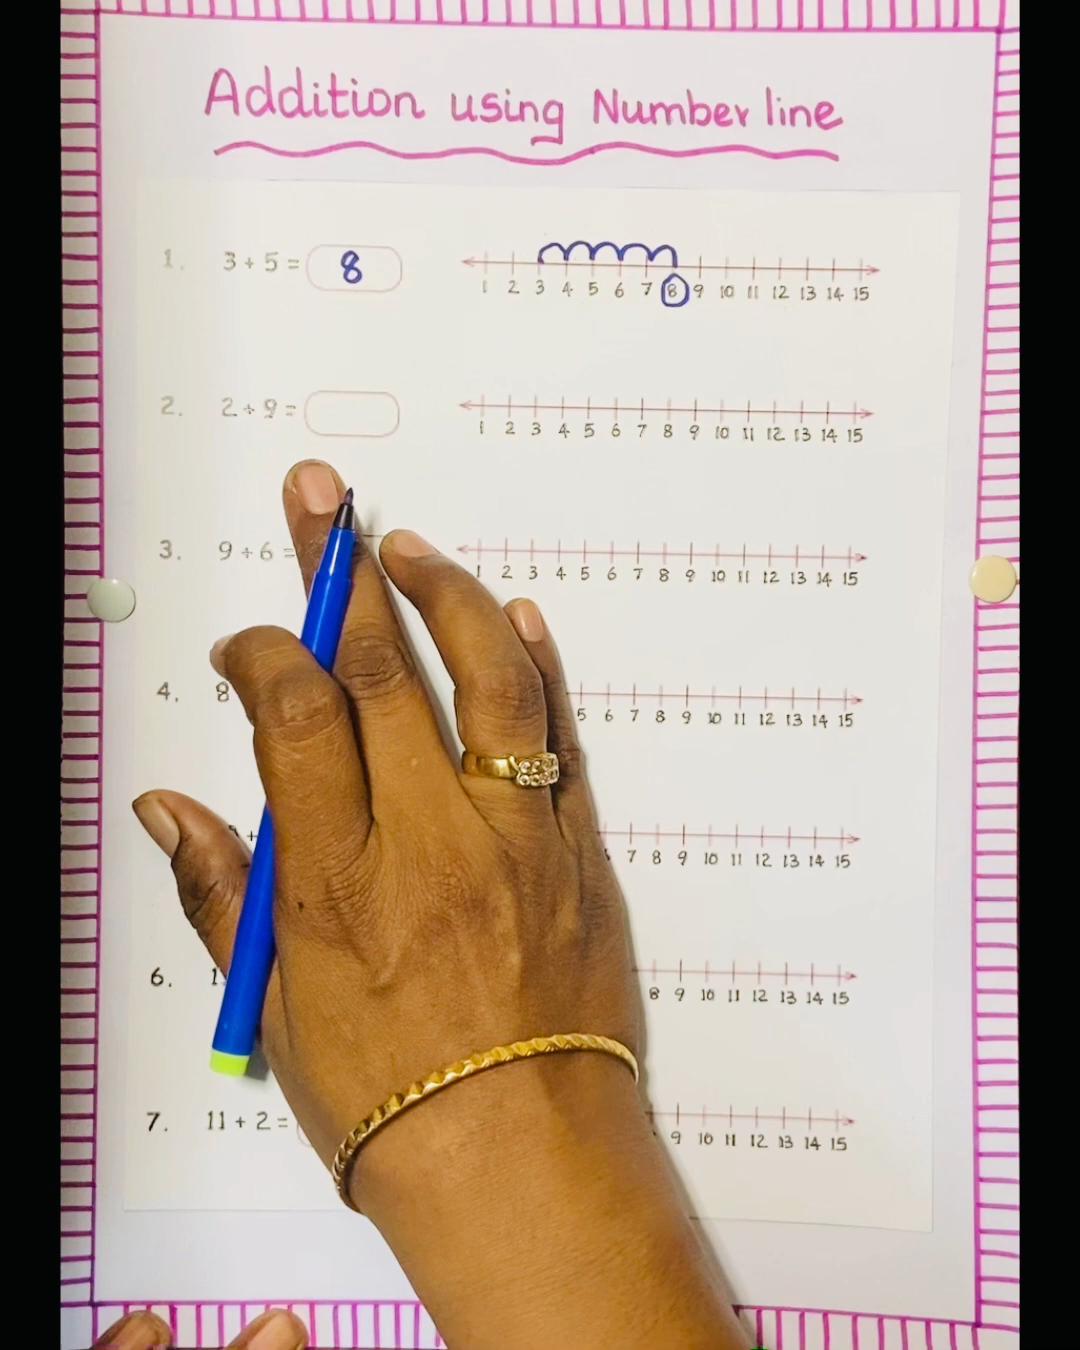 Addition using Number line
1. 3 + 5 = 8
1 2 3 4 5 6 7 8 9 10 11 12 13 14 15
2. 2 + 9 =
1 2 3 4 5 6 7 8 9 10 11 12 13 14 15
3. 9 + 6 =
1 2 3 4 5 6 7 8 9 10 11 12 13 14 15
4. 8
5 6 7 8 9 10 11 12 13 14 15
+
7 8 9 10 11 12 13 14 15
6. 1
8 9 10 11 12 13 14 15
7. 11 + 2 =
9 10 11 12 13 14 15